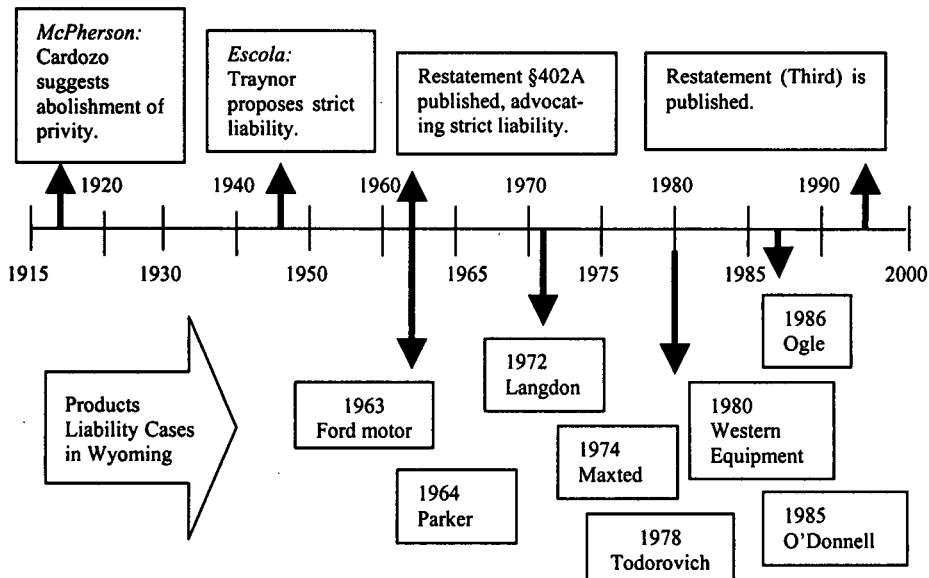 McPherson:
Cardozo
suggests
abolishment of
privity.
Escola:
Traynor
proposes strict
liability.
Restatement §402A
published, advocat-
ing strict liability.
Restatement (Third) is
published.
1920
1940
1960
1970
1980
1990
1915
1930
1950
1965
1975
1985
2000
Products
Liability Cases
in Wyoming
1963
Ford motor
1964
Parker
1972
Langdon
1974
Maxted
1978
Todorovich
1980
Western
Equipment
1986
Ogle
1985
O'Donnell